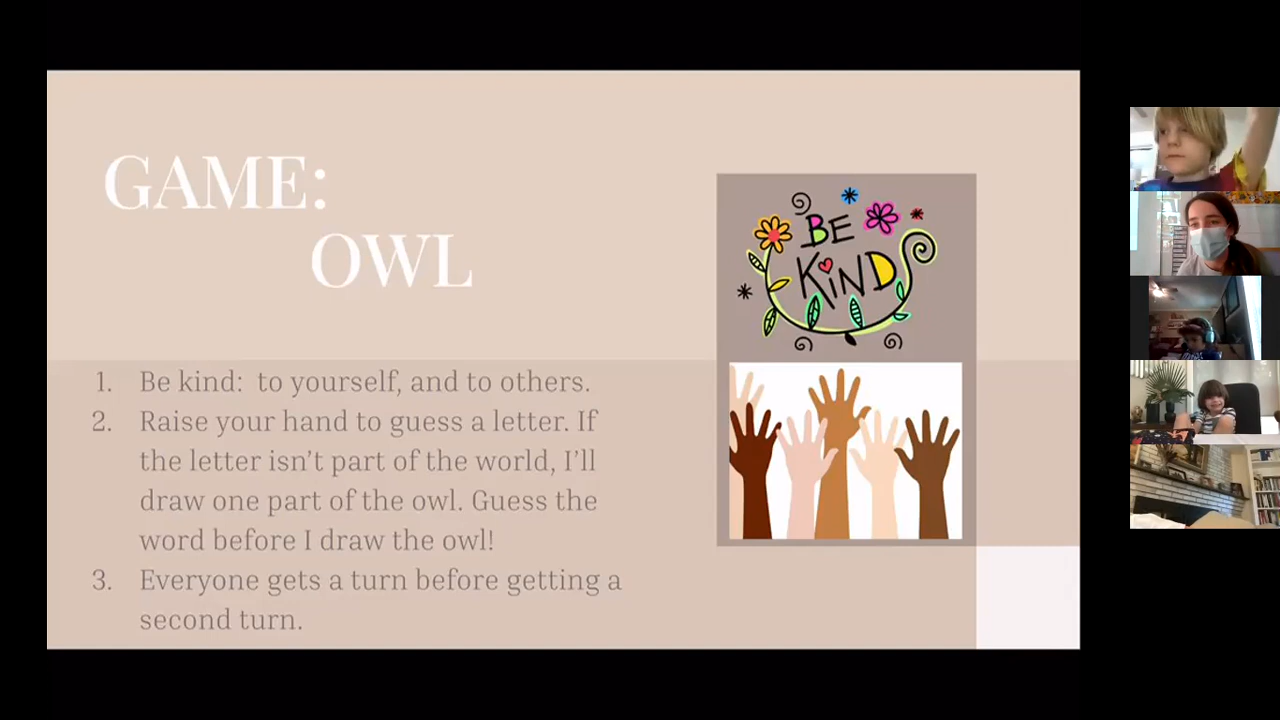 GAME:
OWL
BE
KIND
1. Be kind: to yourself, and to others.
2. Raise your hand to guess a letter. If
the letter isn't part of the world, I'll
draw one part of the owl. Guess the
word before I draw the owl!
3. Everyone gets a turn before getting a
second turn.